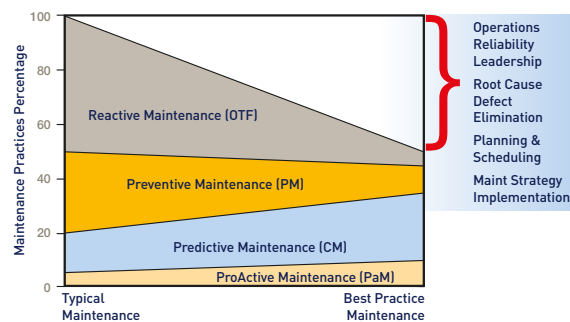 Maintenance Practices Percentage
100
80
60
40
20
0
Reactive Maintenance (OTF)
Preventive Maintenance (PM)
Predictive Maintenance (CM)
ProActive Maintenance (PaM)
Typical
Maintenance
Best Practice
Maintenance
Operations
Reliability
Leadership
Root Cause
Defect
Elimination
Planning &
Scheduling
Maint Strategy
Implementation